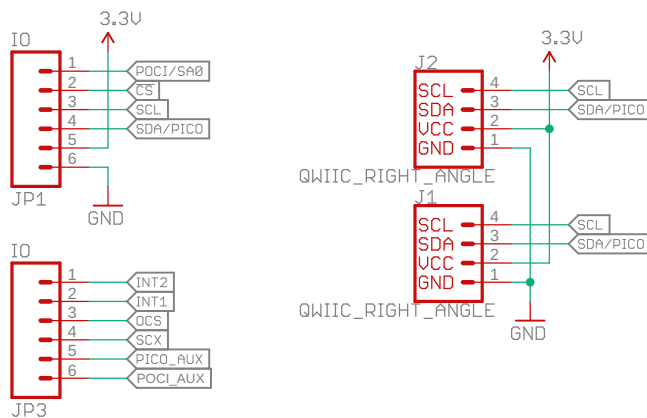 IO
3.3V
1 POCI/SA0
2 CS
3 SCL
4 SDA/PICO
5
6
JP1
GND
IO
1 INT2
2 INT1
3 OCS
4 SCX
5 PICO_AUX
6 POCI_AUX
JP3
3.3V
J2
SCL 4 SCL
SDA 3 SDA/PICO
VCC 2
GND 1
QWIIC_RIGHT_ANGLE
J1
SCL 4 SCL
SDA 3 SDA/PICO
VCC 2
GND 1
QWIIC_RIGHT_ANGLE
GND